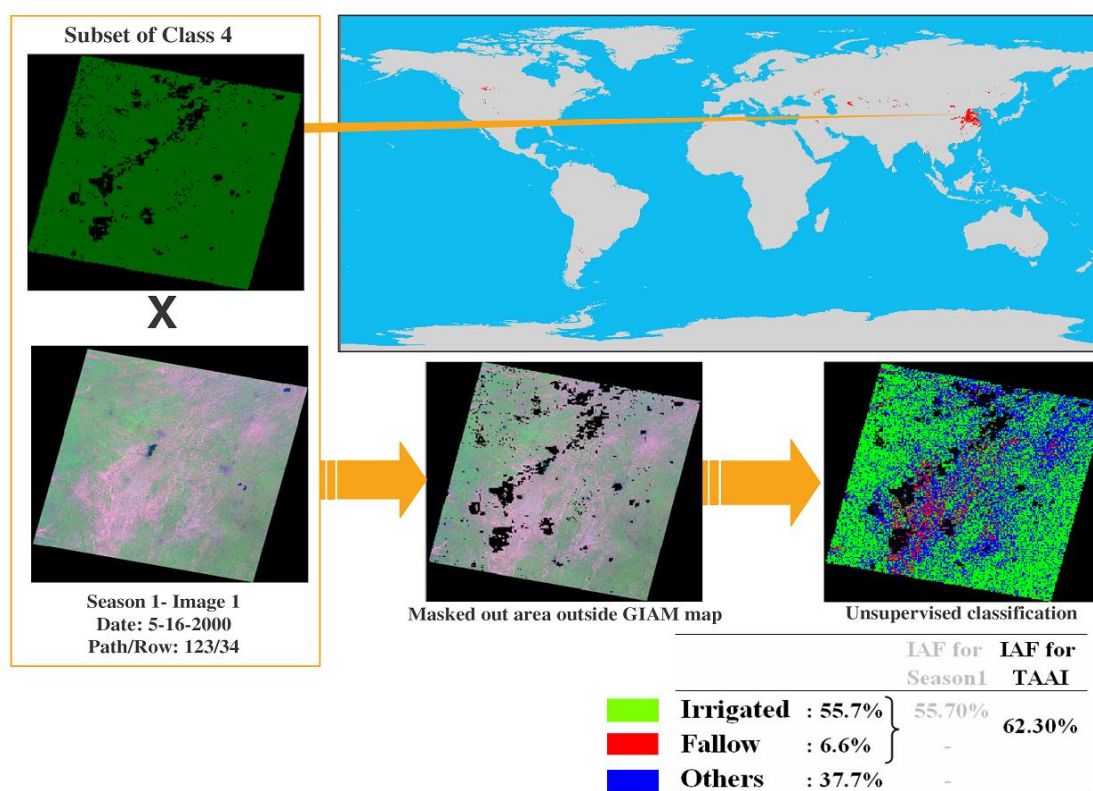 Subset of Class 4
X
Season 1- Image 1
Date: 5-16-2000
Path/Row: 123/34
Masked out area outside GIAM map
Unsupervised classification
IAF for IAF for
Season1 TAAI
Irrigated : 55.7% 55.70%
62.30%
Fallow : 6.6% -
Others : 37.7% -